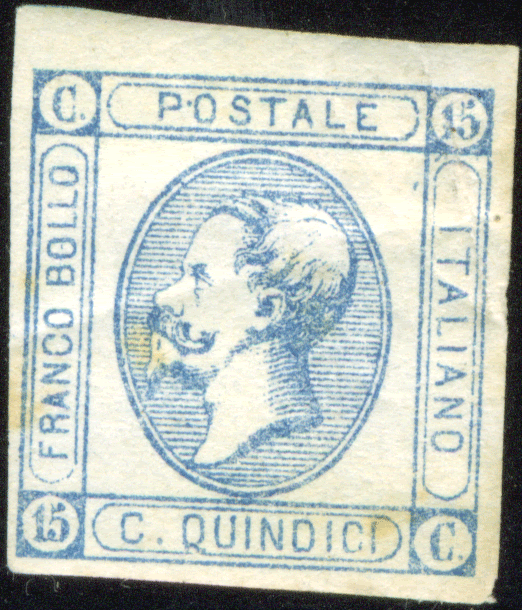 C. POSTALE 15
FRANCO BOLLO
ITALIANO
15 C. QUINDICI C.